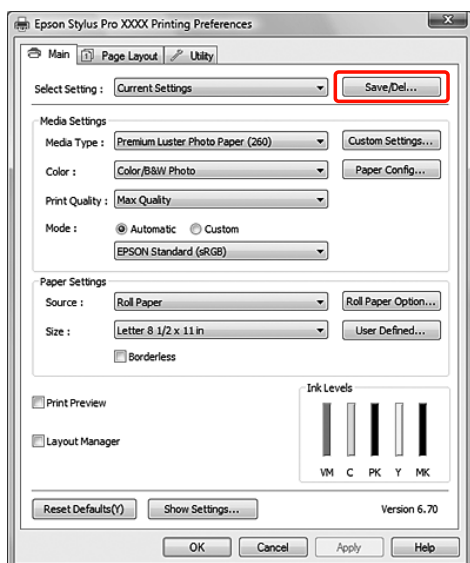 Epson Stylus Pro XXXX Printing Preferences
Main Page Layout Utility
Select Setting : Current Settings Save/Del...
Media Settings
Media Type : Premium Luster Photo Paper (260) Custom Settings...
Color : Color/B&W Photo Paper Config...
Print Quality : Max Quality
Mode : Automatic Custom
EPSON Standard (sRGB)
Paper Settings
Source : Roll Paper Roll Paper Option...
Size : Letter 8 1/2 x 11 in User Defined...
Borderless
Ink Levels
Print Preview
Layout Manager
VM C PK Y MK
Reset Defaults(Y) Show Settings... Version 6.70
OK Cancel Apply Help